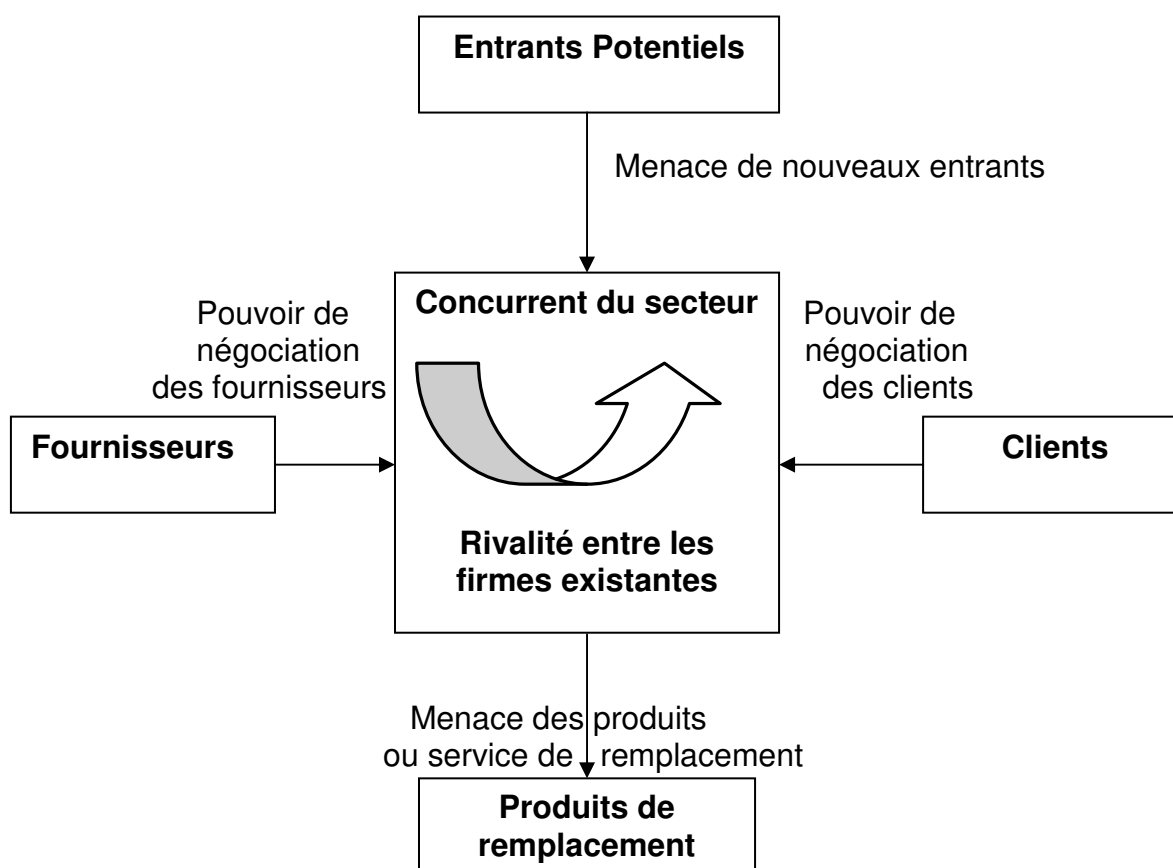 Entrants Potentiels
Menace de nouveaux entrants
Concurrent du secteur
Pouvoir de
négociation
des fournisseurs
Pouvoir de
négociation
des clients
Fournisseurs
Clients
Rivalité entre les
firmes existantes
Menace des produits
ou service de remplacement
Produits de
remplacement